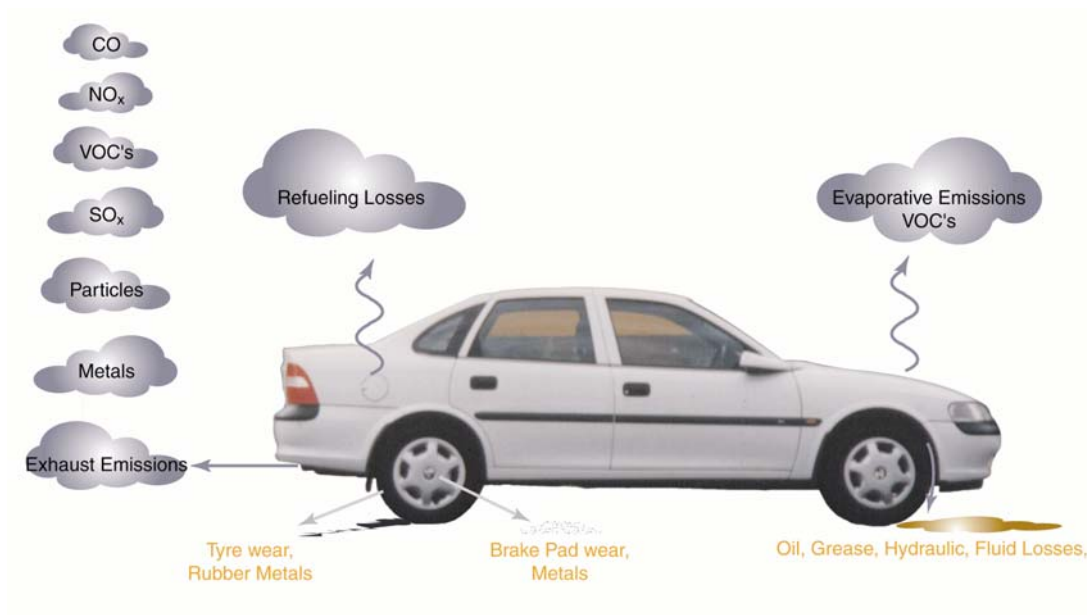 CO
NOx
VOC's
SOx
Particles
Metals
Exhaust Emissions
Refueling Losses
Evaporative Emissions
VOC's
Tyre wear,
Rubber Metals
Brake Pad wear,
Metals
Oil, Grease, Hydraulic, Fluid Losses,